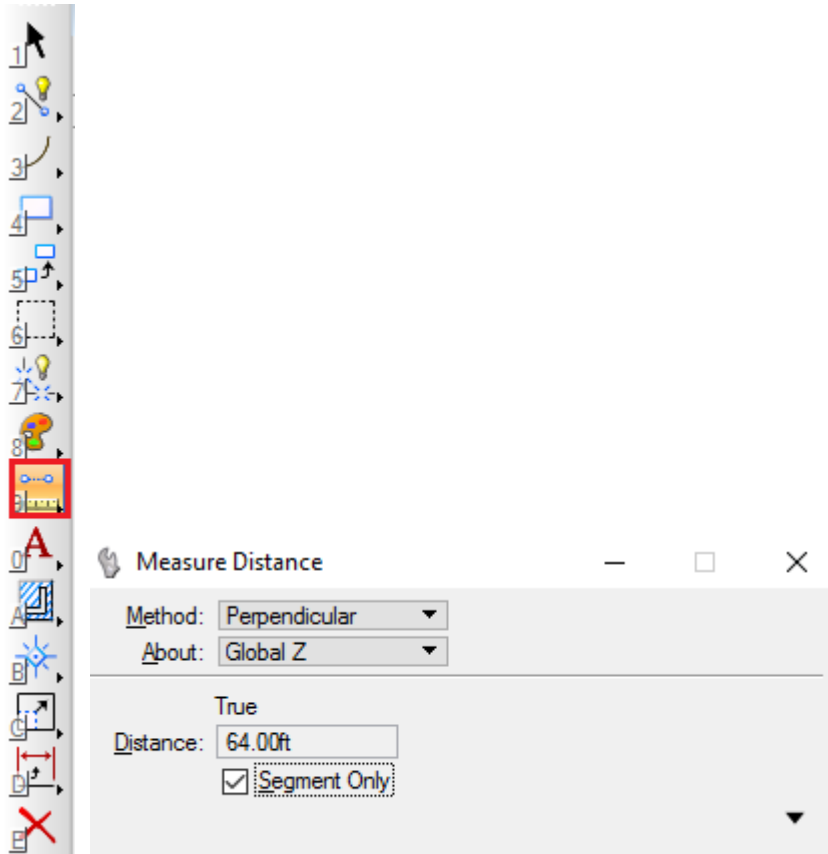 1
2
3
4
5
6
7
8
9
0
A
B
C
D
E
Measure Distance
Method: Perpendicular
About: Global Z
True
Distance: 64.00ft
Segment Only